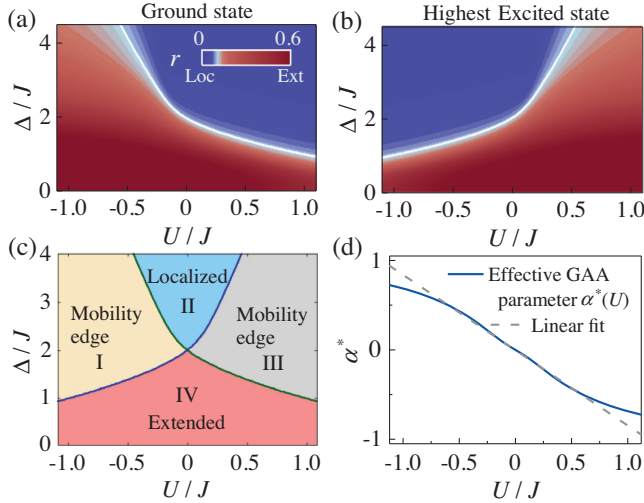 (a) Ground state
4
2
0
Δ / J
0 0.6
r
Loc Ext
-1.0 -0.5 0 0.5 1.0
U / J
(b) Highest Excited state
4
2
0
Δ / J
-1.0 -0.5 0 0.5 1.0
U / J
(c)
4
3
2
1
0
Δ / J
Localized
II
Mobility
edge
I
Mobility
edge
III
IV
Extended
-1.0 -0.5 0 0.5 1.0
U / J
(d)
1
0
-1
α*
Effective GAA
parameter α*(U)
Linear fit
-1.0 -0.5 0 0.5 1.0
U / J